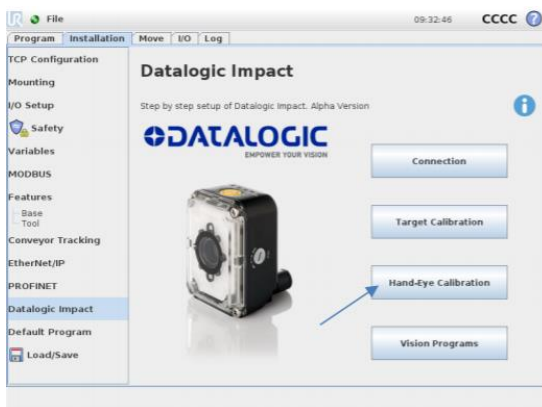 File
09:32:46
CCCC
?
Program
Installation
Move
I/O
Log
TCP Configuration
Mounting
I/O Setup
Safety
Variables
MODBUS
Features
Base
Tool
Conveyor Tracking
EtherNet/IP
PROFINET
Datalogic Impact
Default Program
Load/Save
Datalogic Impact
Step by step setup of Datalogic Impact. Alpha Version
i
DATALOGIC
EMPOWER YOUR VISION
Connection
Target Calibration
Hand-Eye Calibration
Vision Programs